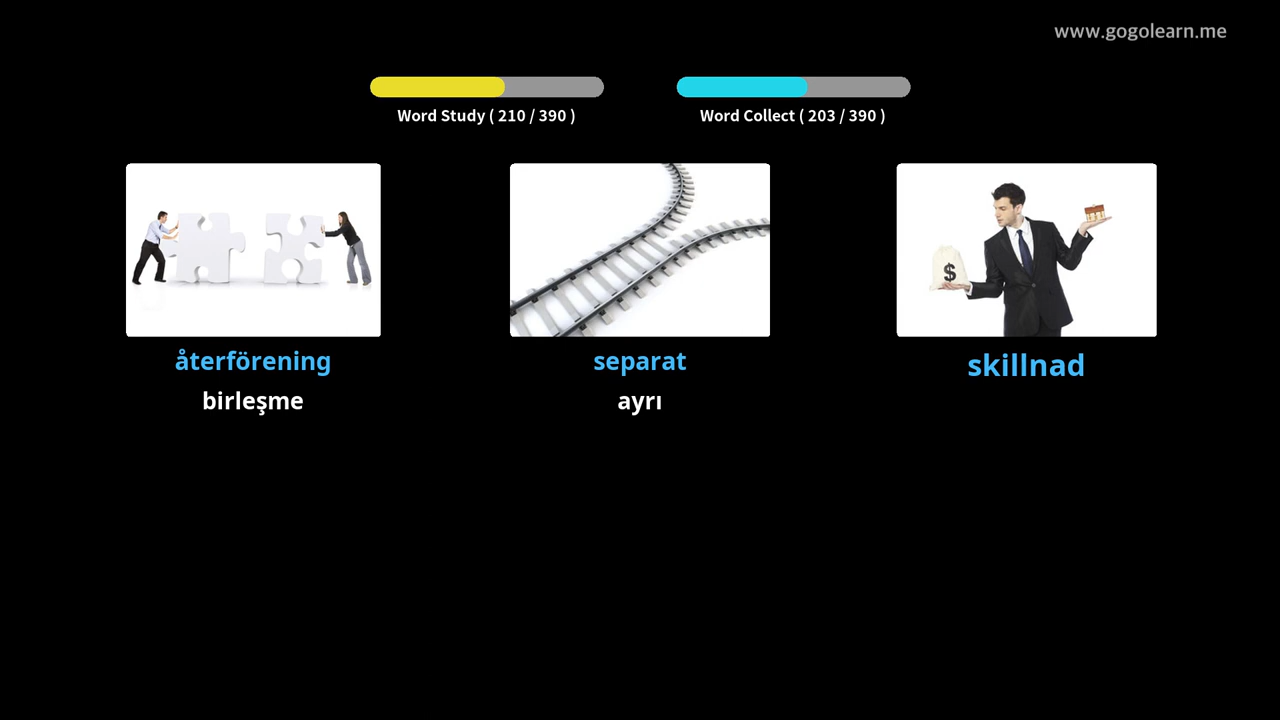 www.gogolearn.me
Word Study ( 210 / 390 )
Word Collect ( 203 / 390 )
$
återförening
separat
skillnad
birleşme
ayrı